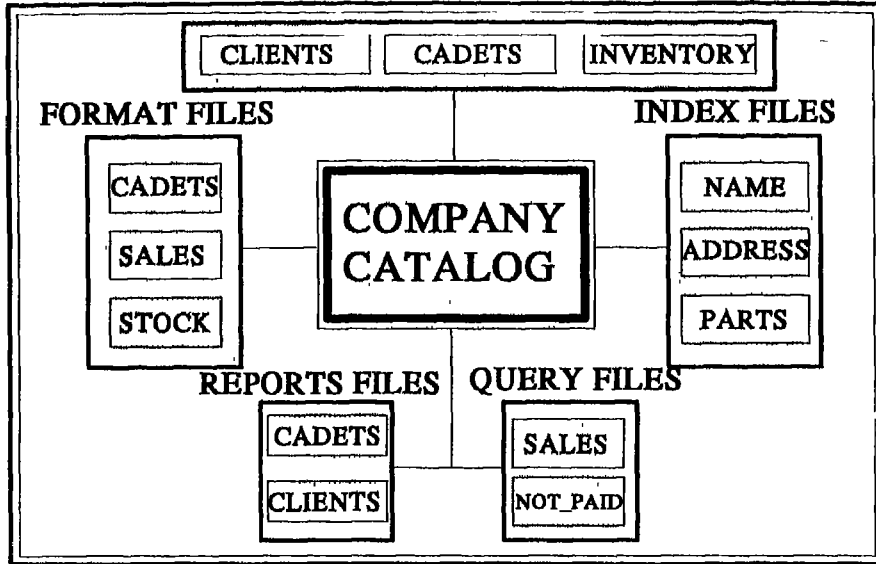 CLIENTS CADETS INVENTORY
FORMAT FILES
INDEX FILES
CADETS
SALES
STOCK
COMPANY
CATALOG
NAME
ADDRESS
PARTS
REPORTS FILES
QUERY FILES
CADETS
CLIENTS
SALES
NOT_PAID